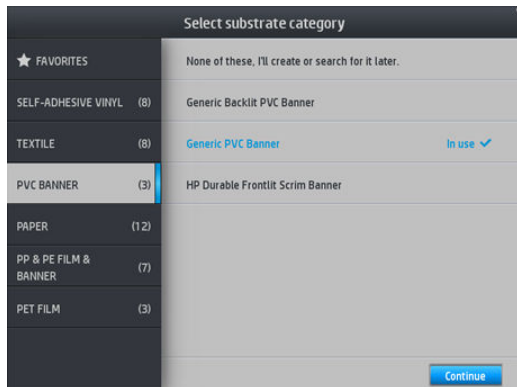 Select substrate category
FAVORITES
SELF-ADHESIVE VINYL (8)
TEXTILE (8)
PVC BANNER (3)
PAPER (12)
PP & PE FILM &
BANNER (7)
PET FILM (3)
None of these, I'll create or search for it later.
Generic Backlit PVC Banner
Generic PVC Banner In use
HP Durable Frontlit Scrim Banner
Continue